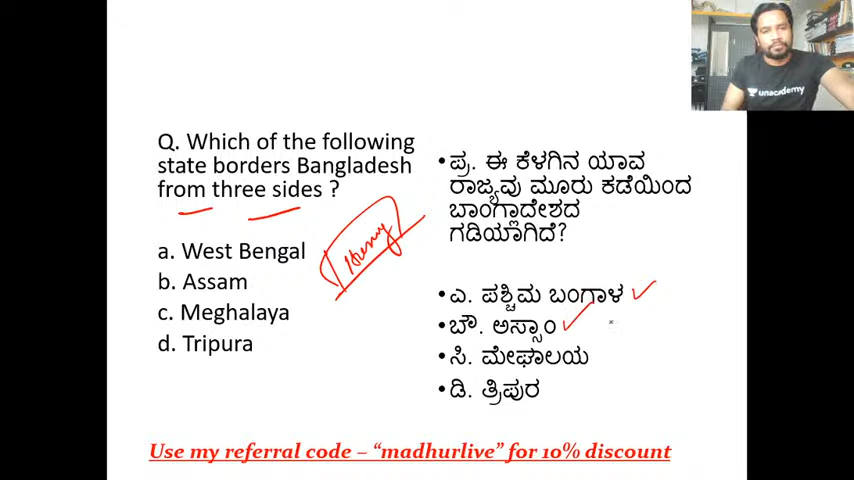 unacademy
Q. Which of the following
state borders Bangladesh
from three sides ?
a. West Bengal
b. Assam
c. Meghalaya
d. Tripura
•ಪ್ರ. ಈ ಕೆಳಗಿನ ಯಾವ
ರಾಜ್ಯವು ಮೂರು ಕಡೆಯಿಂದ
ಬಾಂಗ್ಲಾದೇಶದ
ಗಡಿಯಾಗಿದೆ?
•ಎ. ಪಶ್ಚಿಮ ಬಂಗಾಳ
•ಬೌ. ಅಸ್ಸಾಂ
•ಸಿ. ಮೇಘಾಲಯ
•ಡಿ. ತ್ರಿಪುರ
Use my referral code – “madhurlive” for 10% discount